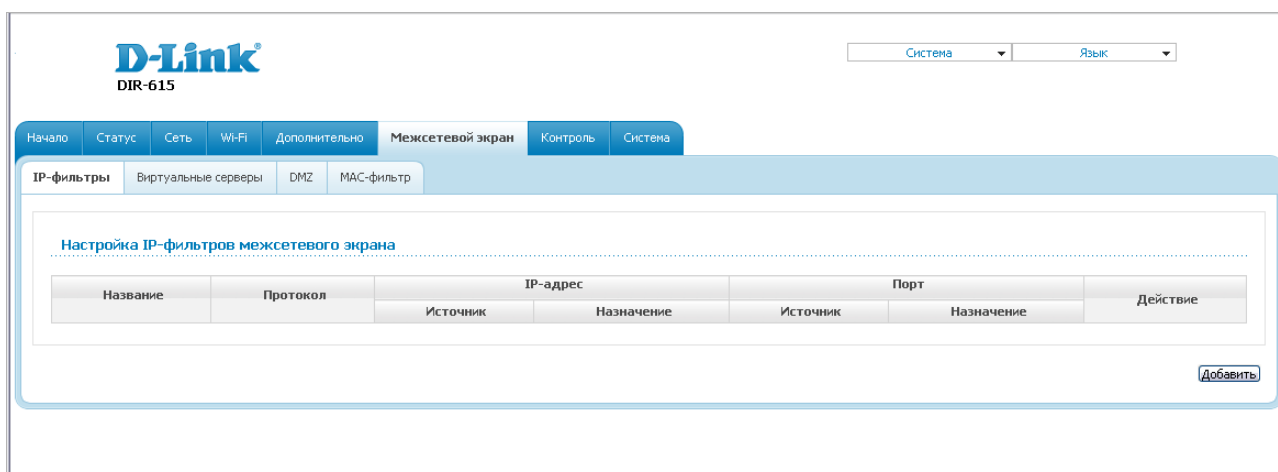 D-Link®
DIR-615
Система Язык
Начало Статус Сеть Wi-Fi Дополнительно Межсетевой экран Контроль Система
IP-фильтры Виртуальные серверы DMZ MAC-фильтр
Настройка IP-фильтров межсетевого экрана
Название Протокол IP-адрес Порт Действие
Источник Назначение Источник Назначение
Добавить